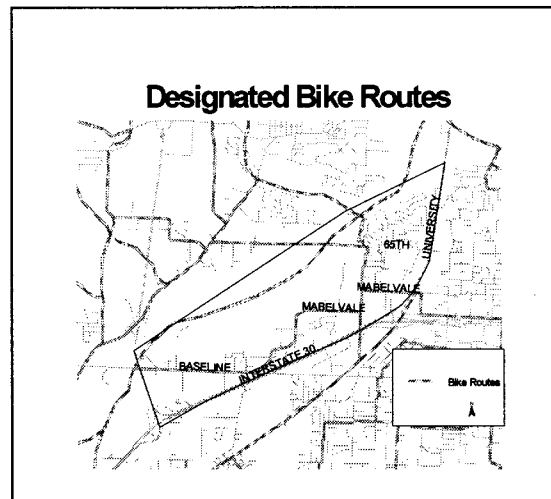 Designated Bike Routes
65TH
UNIVERSITY
MABELVALE
MABELVALE
BASELINE
INTERSTATE 30
Bike Routes
N